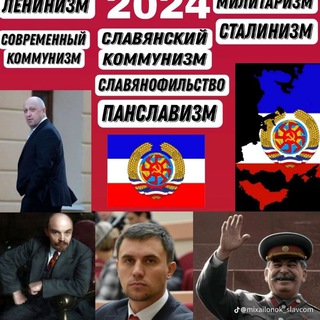 ЛЕНИНИЗМ
2024
МИЛИТАРИЗМ
СОВРЕМЕННЫЙ
КОММУНИЗМ
СЛАВЯНСКИЙ
КОММУНИЗМ
СТАЛИНИЗМ
СЛАВЯНОФИЛЬСТВО
ПАНСЛАВИЗМ
@mixailonok_slavcom